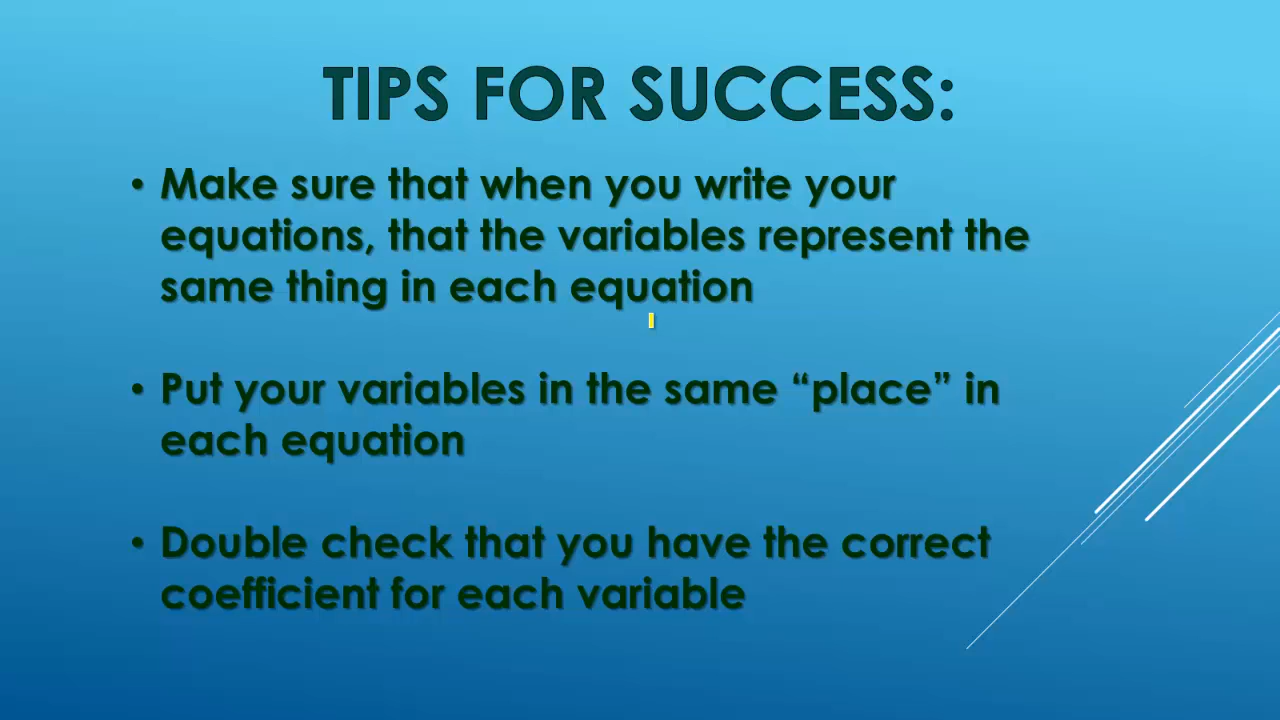 TIPS FOR SUCCESS:
• Make sure that when you write your
equations, that the variables represent the
same thing in each equation
• Put your variables in the same “place” in
each equation
• Double check that you have the correct
coefficient for each variable